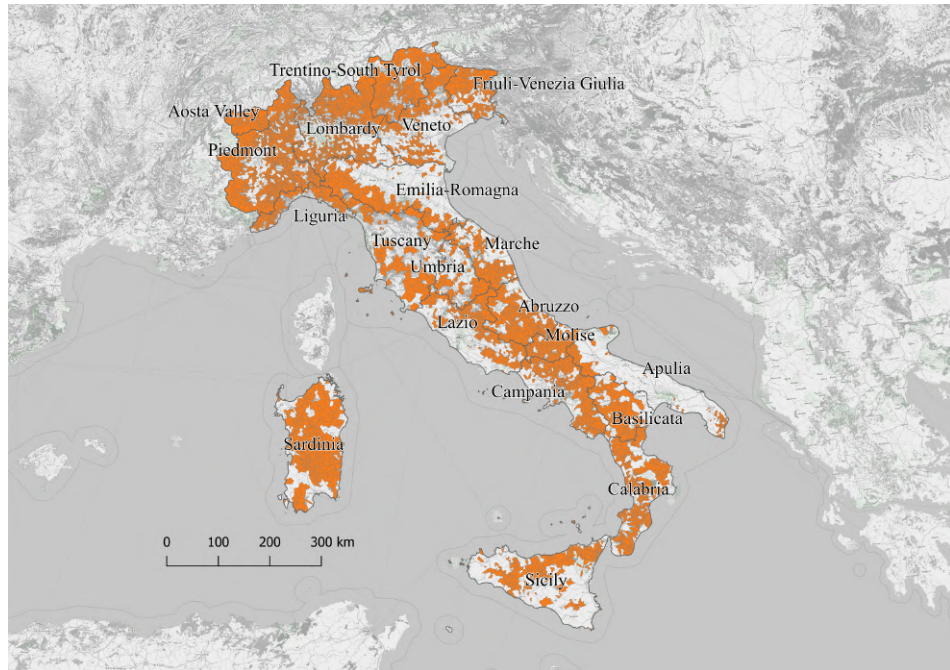 Trentino-South Tyrol
Friuli-Venezia Giulia
Aosta Valley
Lombardy
Veneto
Piedmont
Emilia-Romagna
Liguria
Tuscany
Marche
Umbria
Abruzzo
Lazio
Molise
Apulia
Campania
Basilicata
Sardinia
Calabria
0 100 200 300 km
Sicily